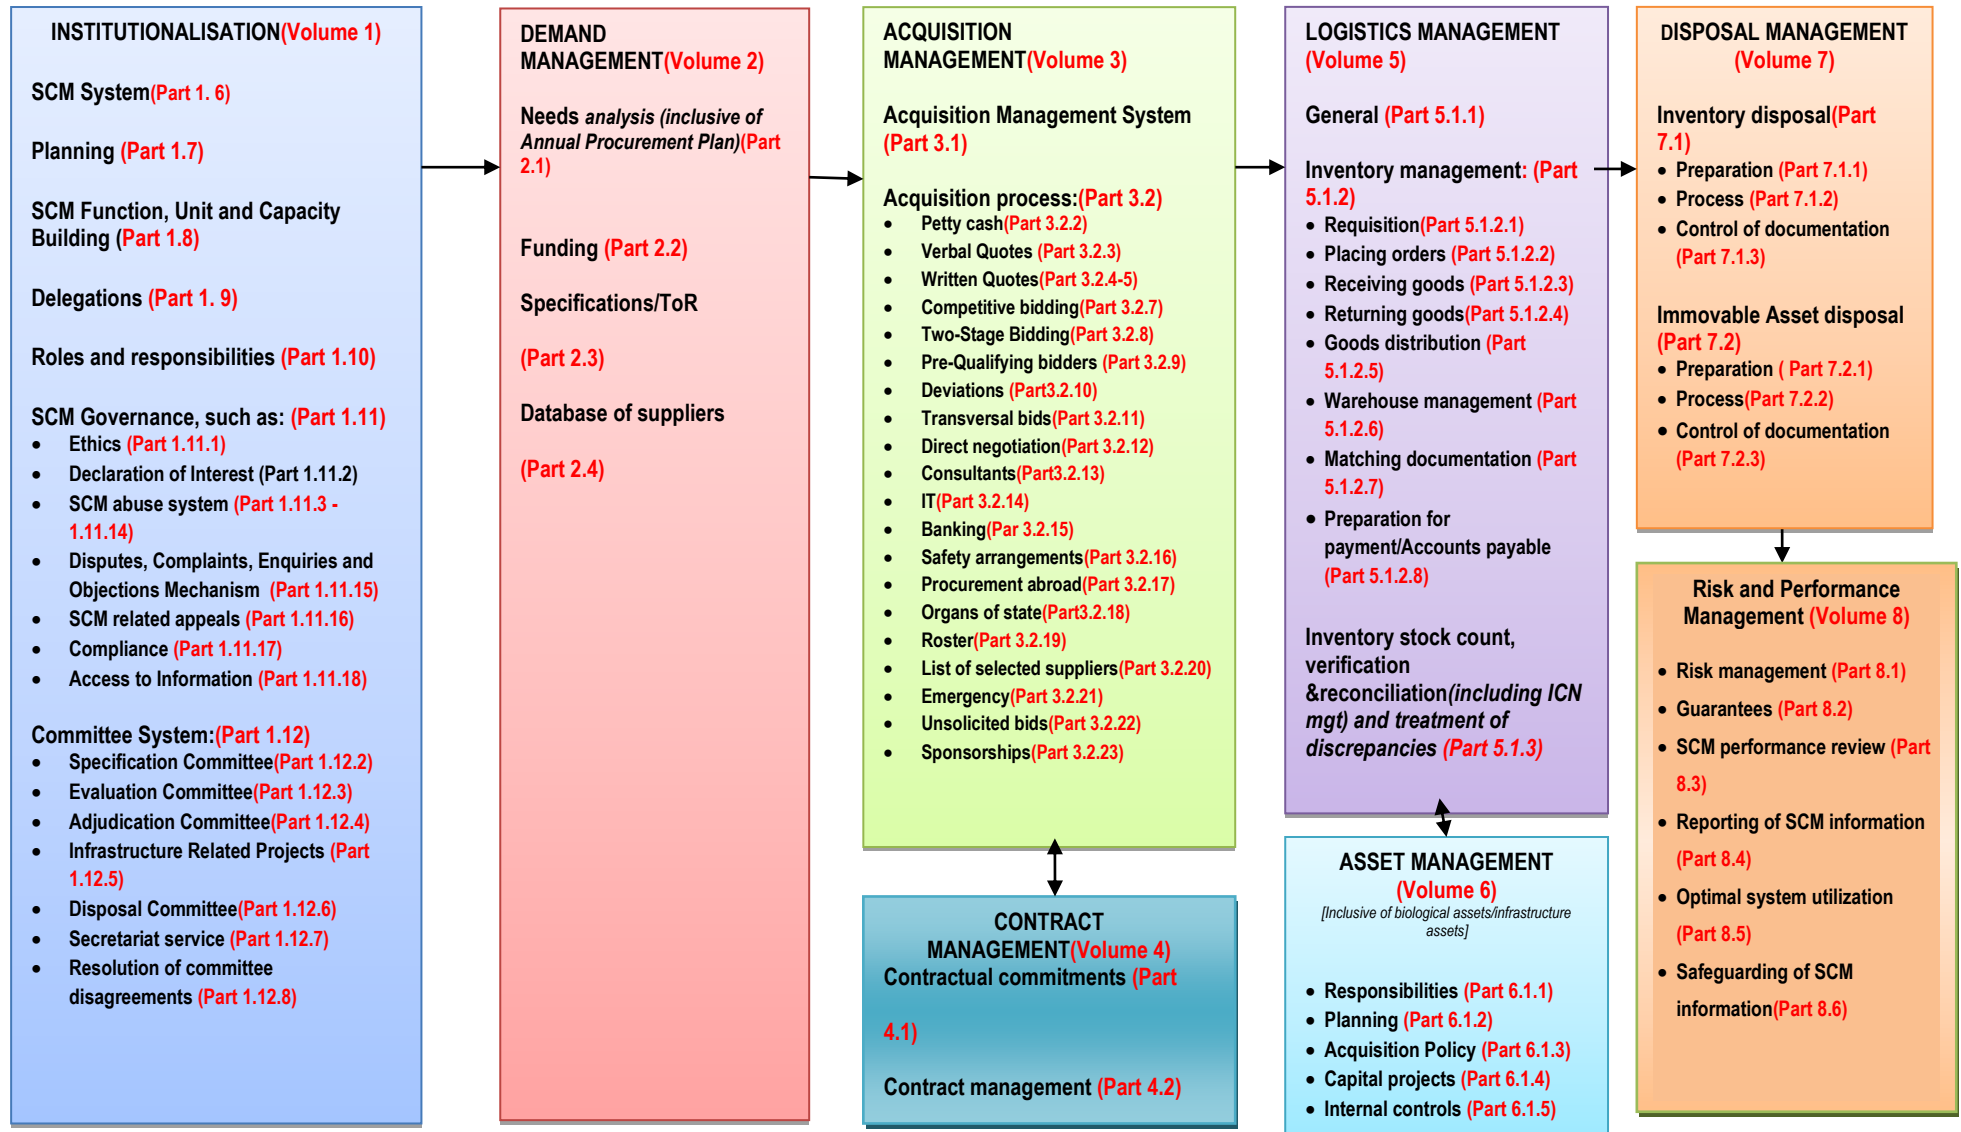 INSTITUTIONALISATION(Volume 1)
SCM System(Part 1. 6)
Planning (Part 1.7)
SCM Function, Unit and Capacity
Building (Part 1.8)
Delegations (Part 1. 9)
Roles and responsibilities (Part 1.10)
SCM Governance, such as: (Part 1.11)
• Ethics (Part 1.11.1)
• Declaration of Interest (Part 1.11.2)
• SCM abuse system (Part 1.11.3 -
1.11.14)
• Disputes, Complaints, Enquiries and
Objections Mechanism (Part 1.11.15)
• SCM related appeals (Part 1.11.16)
• Compliance (Part 1.11.17)
• Access to Information (Part 1.11.18)
Committee System:(Part 1.12)
• Specification Committee(Part 1.12.2)
• Evaluation Committee(Part 1.12.3)
• Adjudication Committee(Part 1.12.4)
• Infrastructure Related Projects (Part
1.12.5)
• Disposal Committee(Part 1.12.6)
• Secretariat service (Part 1.12.7)
• Resolution of committee
disagreements (Part 1.12.8)
DEMAND
MANAGEMENT(Volume 2)
Needs analysis (inclusive of
Annual Procurement Plan)(Part
2.1)
Funding (Part 2.2)
Specifications/ToR
(Part 2.3)
Database of suppliers
(Part 2.4)
ACQUISITION
MANAGEMENT(Volume 3)
Acquisition Management System
(Part 3.1)
Acquisition process:(Part 3.2)
• Petty cash(Part 3.2.2)
• Verbal Quotes (Part 3.2.3)
• Written Quotes(Part 3.2.4-5)
• Competitive bidding(Part 3.2.7)
• Two-Stage Bidding(Part 3.2.8)
• Pre-Qualifying bidders (Part 3.2.9)
• Deviations (Part3.2.10)
• Transversal bids(Part 3.2.11)
• Direct negotiation(Part 3.2.12)
• Consultants(Part3.2.13)
• IT(Part 3.2.14)
• Banking(Par 3.2.15)
• Safety arrangements(Part 3.2.16)
• Procurement abroad(Part 3.2.17)
• Organs of state(Part3.2.18)
• Roster(Part 3.2.19)
• List of selected suppliers(Part 3.2.20)
• Emergency(Part 3.2.21)
• Unsolicited bids(Part 3.2.22)
• Sponsorships(Part 3.2.23)
CONTRACT
MANAGEMENT(Volume 4)
Contractual commitments (Part
4.1)
Contract management (Part 4.2)
LOGISTICS MANAGEMENT
(Volume 5)
General (Part 5.1.1)
Inventory management: (Part
5.1.2)
• Requisition(Part 5.1.2.1)
• Placing orders (Part 5.1.2.2)
• Receiving goods (Part 5.1.2.3)
• Returning goods(Part 5.1.2.4)
• Goods distribution (Part
5.1.2.5)
• Warehouse management (Part
5.1.2.6)
• Matching documentation (Part
5.1.2.7)
• Preparation for
payment/Accounts payable
(Part 5.1.2.8)
Inventory stock count,
verification
&reconciliation(including ICN
mgt) and treatment of
discrepancies (Part 5.1.3)
ASSET MANAGEMENT
(Volume 6)
[Inclusive of biological assets/infrastructure
assets]
• Responsibilities (Part 6.1.1)
• Planning (Part 6.1.2)
• Acquisition Policy (Part 6.1.3)
• Capital projects (Part 6.1.4)
• Internal controls (Part 6.1.5)
DISPOSAL MANAGEMENT
(Volume 7)
Inventory disposal(Part
7.1)
• Preparation (Part 7.1.1)
• Process (Part 7.1.2)
• Control of documentation
(Part 7.1.3)
Immovable Asset disposal
(Part 7.2)
• Preparation ( Part 7.2.1)
• Process(Part 7.2.2)
• Control of documentation
(Part 7.2.3)
Risk and Performance
Management (Volume 8)
• Risk management (Part 8.1)
• Guarantees (Part 8.2)
• SCM performance review (Part
8.3)
• Reporting of SCM information
(Part 8.4)
• Optimal system utilization
(Part 8.5)
• Safeguarding of SCM
information(Part 8.6)